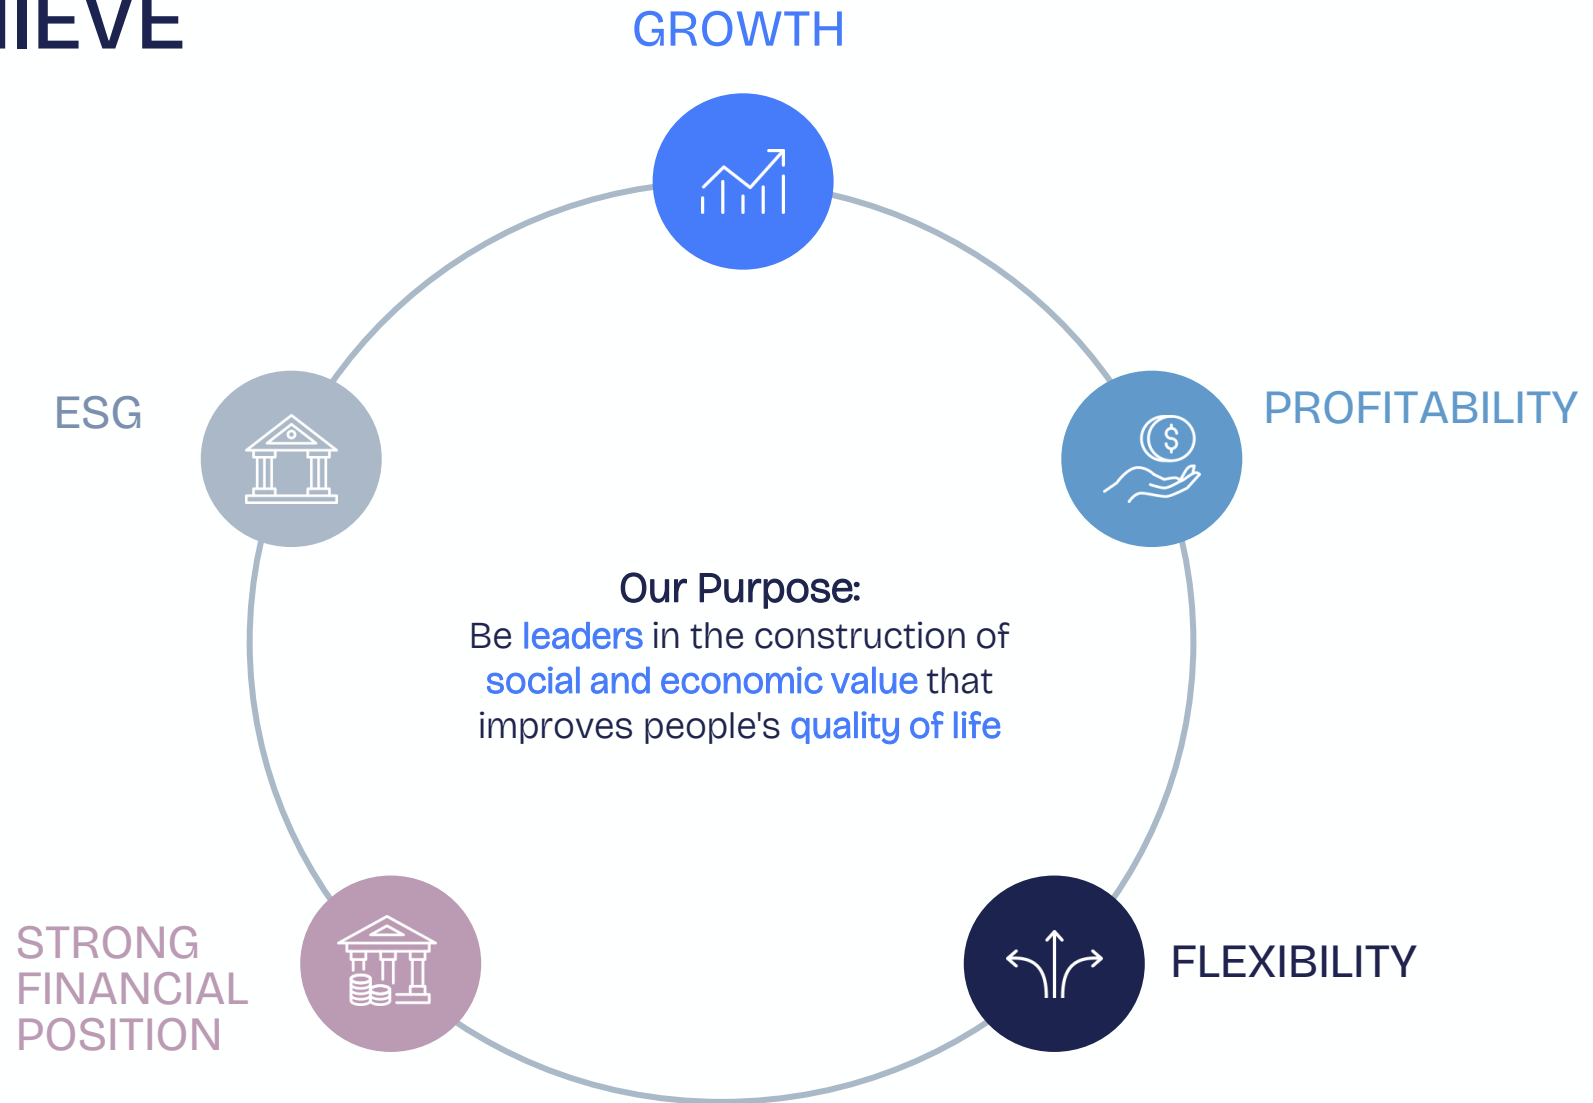 GROWTH
ESG
PROFITABILITY
Our Purpose:
Be leaders in the construction of
social and economic value that
improves people's quality of life
STRONG
FINANCIAL
POSITION
FLEXIBILITY